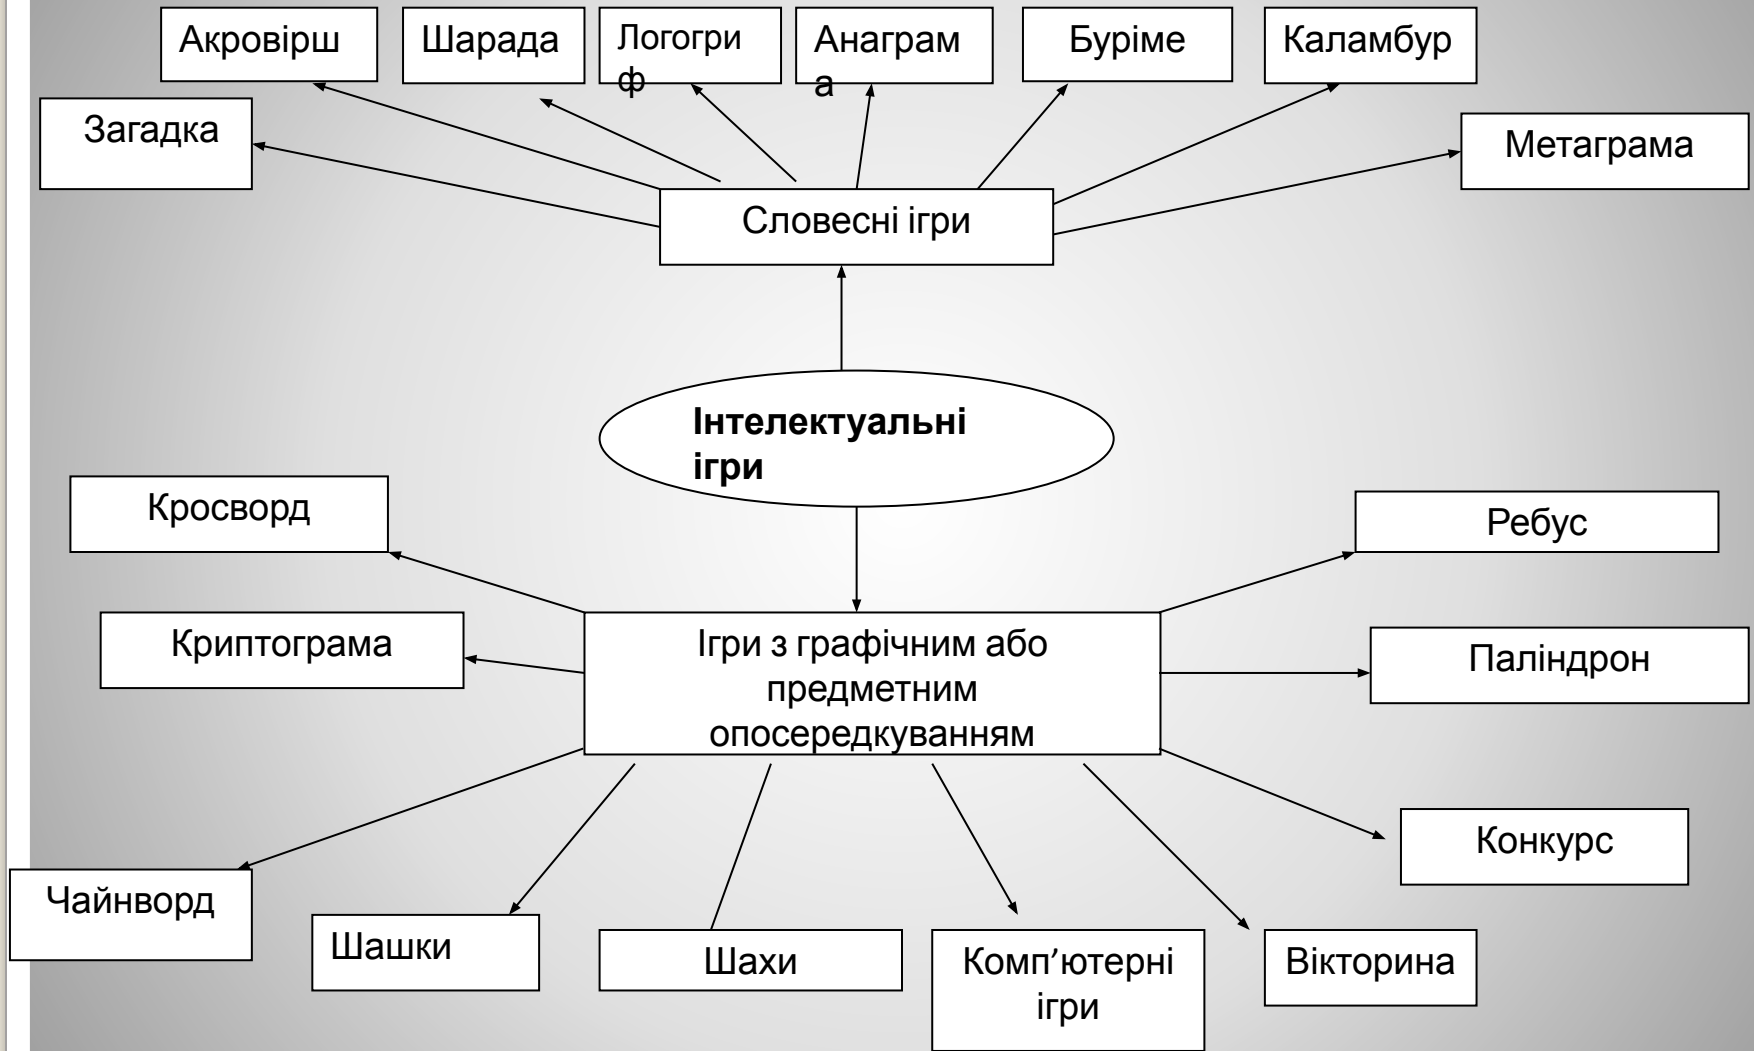 Акровірш
Шарада
Логогри
ф
Анаграм
а
Буріме
Каламбур
Загадка
Метаграма
Словесні ігри
Інтелектуальні
ігри
Кросворд
Ребус
Криптограма
Ігри з графічним або
предметним
опосередкуванням
Паліндрон
Конкурс
Чайнворд
Шашки
Шахи
Комп’ютерні
ігри
Вікторина